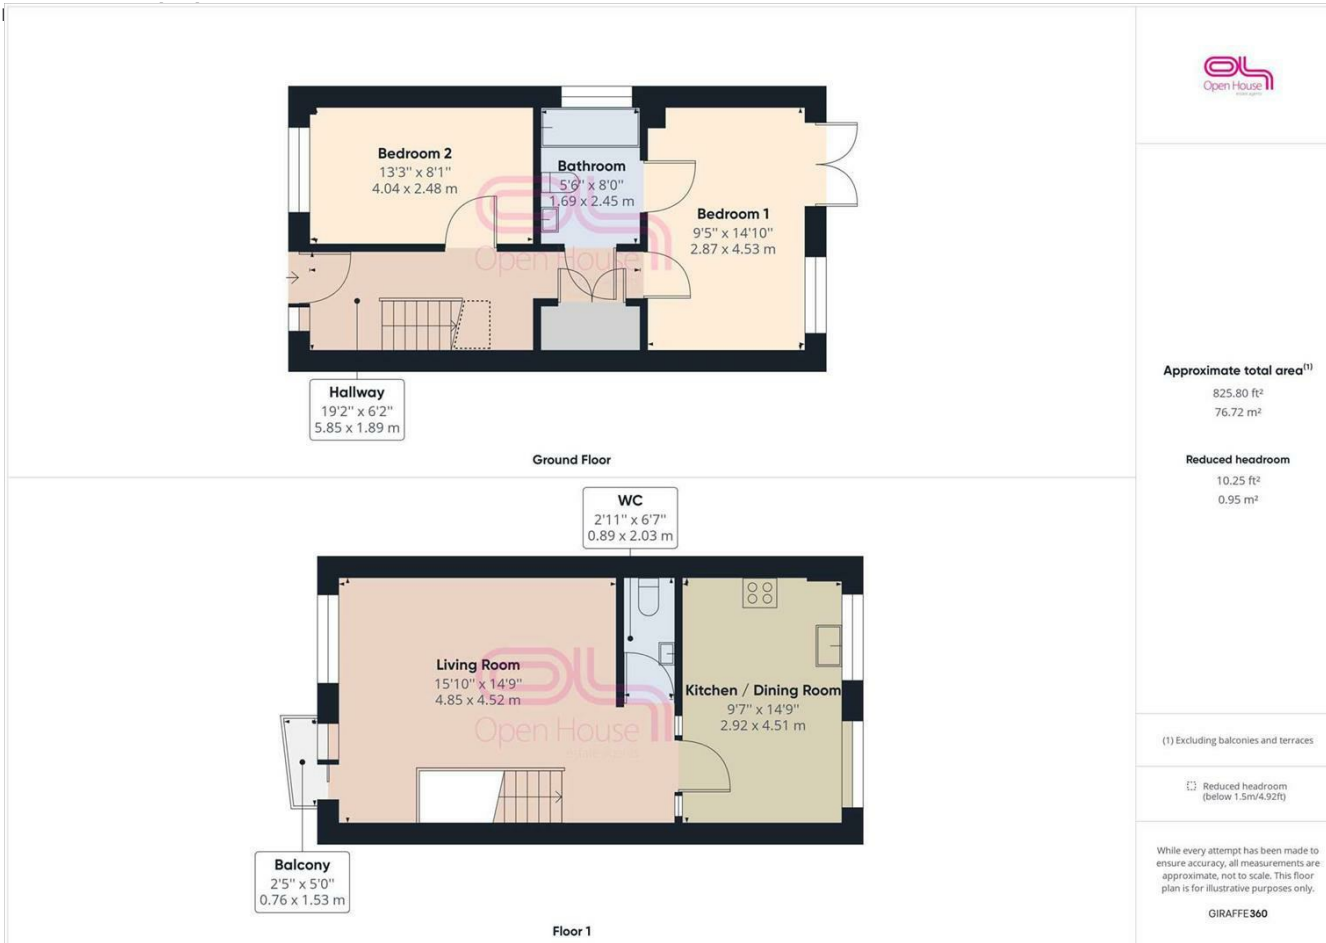 Bedroom 2
13'3" x 8'1"
4.04 x 2.48 m
Bathroom
5'6" x 8'0"
1.69 x 2.45 m
Bedroom 1
9'5" x 14'10"
2.87 x 4.53 m
Open House
Hallway
19'2" x 6'2"
5.85 x 1.89 m
Ground Floor
WC
2'11" x 6'7"
0.89 x 2.03 m
Living Room
15'10" x 14'9"
4.85 x 4.52 m
Kitchen / Dining Room
9'7" x 14'9"
2.92 x 4.51 m
Open House
Balcony
2'5" x 5'0"
0.76 x 1.53 m
Floor 1
Open House
Approximate total area(1)
825.80 ft²
76.72 m²
Reduced headroom
10.25 ft²
0.95 m²
(1) Excluding balconies and terraces
Reduced headroom
(below 1.5m/4.92ft)
While every attempt has been made to
ensure accuracy, all measurements are
approximate, not to scale. This floor
plan is for illustrative purposes only.
GIRAFFE360